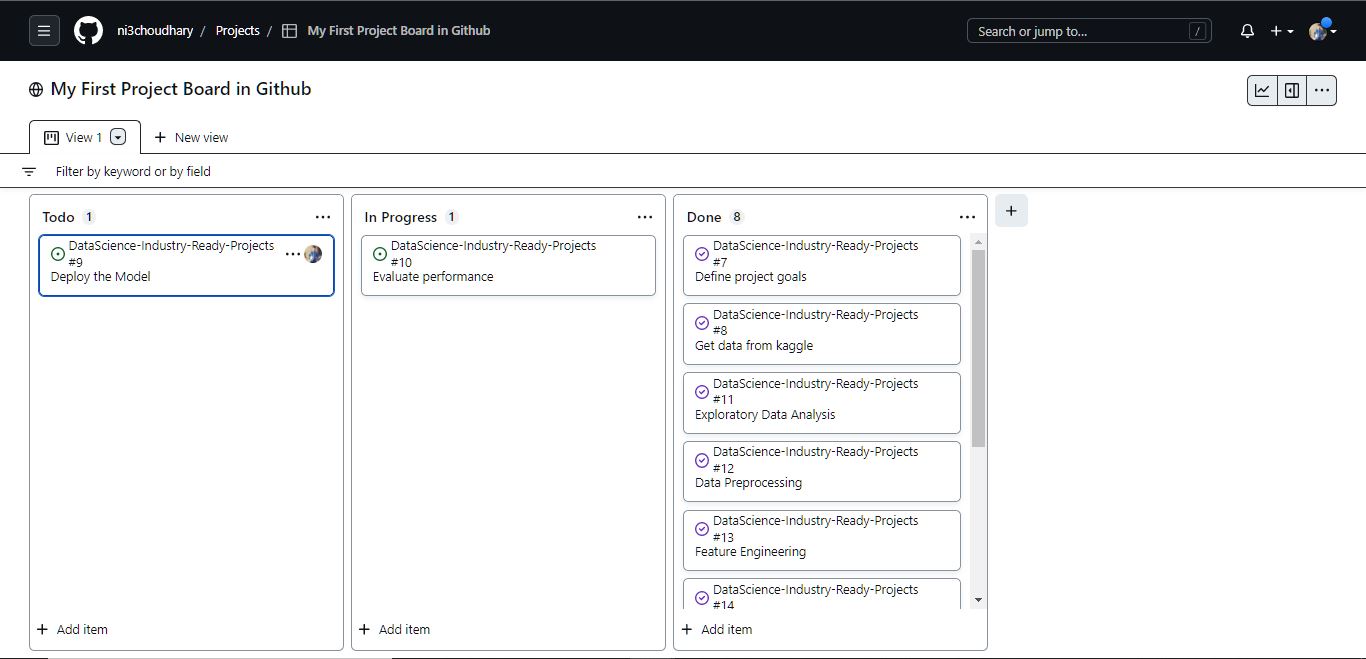 ni3choudhary / Projects / My First Project Board in Github
Search or jump to... /
My First Project Board in Github
View 1
New view
Filter by keyword or by field
Todo 1
DataScience-Industry-Ready-Projects
#9
Deploy the Model
Add item
In Progress 1
DataScience-Industry-Ready-Projects
#10
Evaluate performance
Add item
Done 8
DataScience-Industry-Ready-Projects
#7
Define project goals
DataScience-Industry-Ready-Projects
#8
Get data from kaggle
DataScience-Industry-Ready-Projects
#11
Exploratory Data Analysis
DataScience-Industry-Ready-Projects
#12
Data Preprocessing
DataScience-Industry-Ready-Projects
#13
Feature Engineering
DataScience-Industry-Ready-Projects
#14
Add item